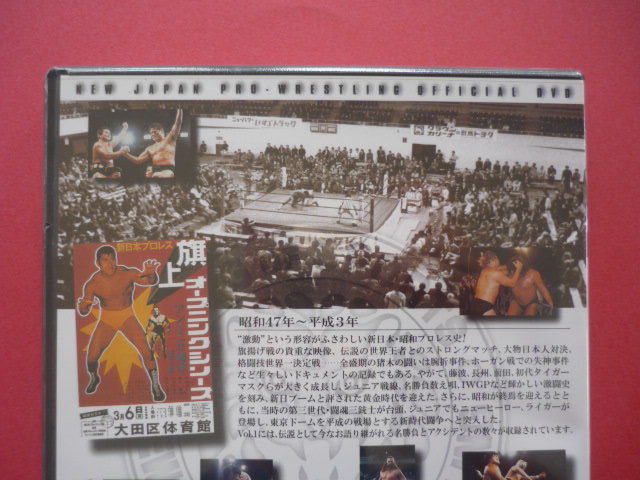 NEW JAPAN PRO-WRESTLING OFFICIAL DVD
いすゞトラック
新日本プロレス
旗上
オープニングシリーズ
3月6日
大田区体育館
昭和47年～平成3年
“激動”という形容がふさわしい新日本・昭和プロレス史!
旗揚げ戦の貴重な映像、伝説の世界王者とのストロングマッチ、大物日本人対決、
格闘技世界一決定戦…。全盛期の猪木の闘いは腕折事件、ホーガン戦での失神事件
など生々しいドキュメントの記録でもある。やがて、藤波、長州、前田、初代タイガー
マスクらが大きく成長し、ジュニア戦線、名勝負数え唄、IWGPなど輝かしい激闘史
を刻み、新日ブームと評された黄金時代を迎えた。さらに、昭和が終焉を迎えるとと
もに、当時の第三世代・闘魂三銃士が台頭、ジュニアでもニューヒーロー、ライガーが
登場し、東京ドームを平成の戦場とする新時代闘争へと突入した。
Vol.1には、伝説として今なお語り継がれる名勝負とアクシデントの数々が収録されています。